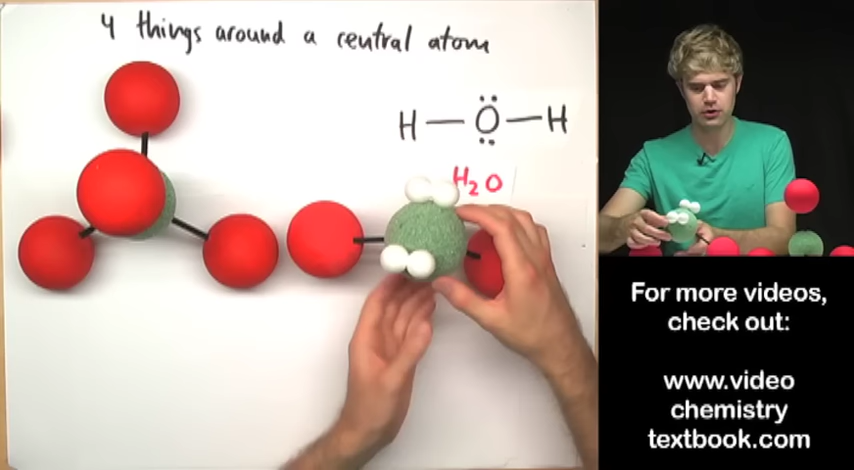 4 things around a central atom
H — Ö — H
H₂O
For more videos,
check out:
www.video
chemistry
textbook.com